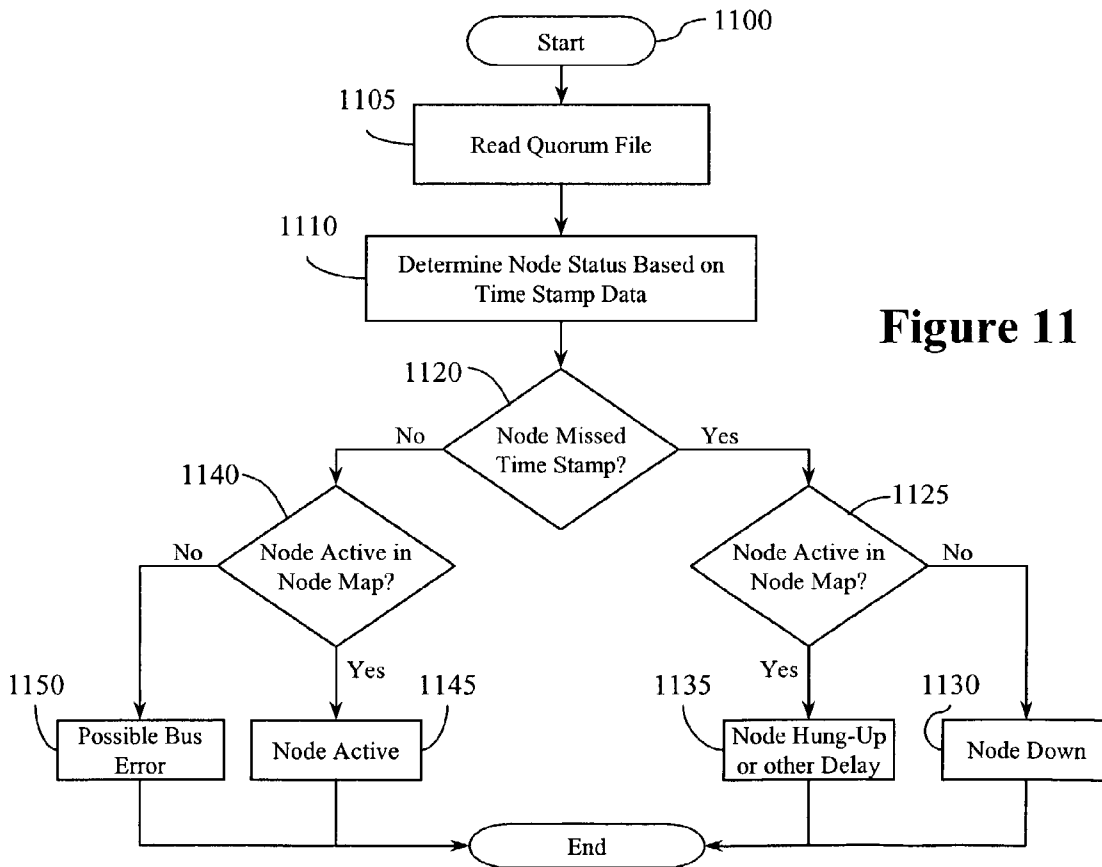 1100
Start
1105
Read Quorum File
1110
Determine Node Status Based on
Time Stamp Data
Figure 11
1120
No
Node Missed
Time Stamp?
Yes
1140
1125
No
Node Active in
Node Map?
Node Active in
Node Map?
No
Yes
Yes
1150
1145
1135
1130
Possible Bus
Error
Node Active
Node Hung-Up
or other Delay
Node Down
End